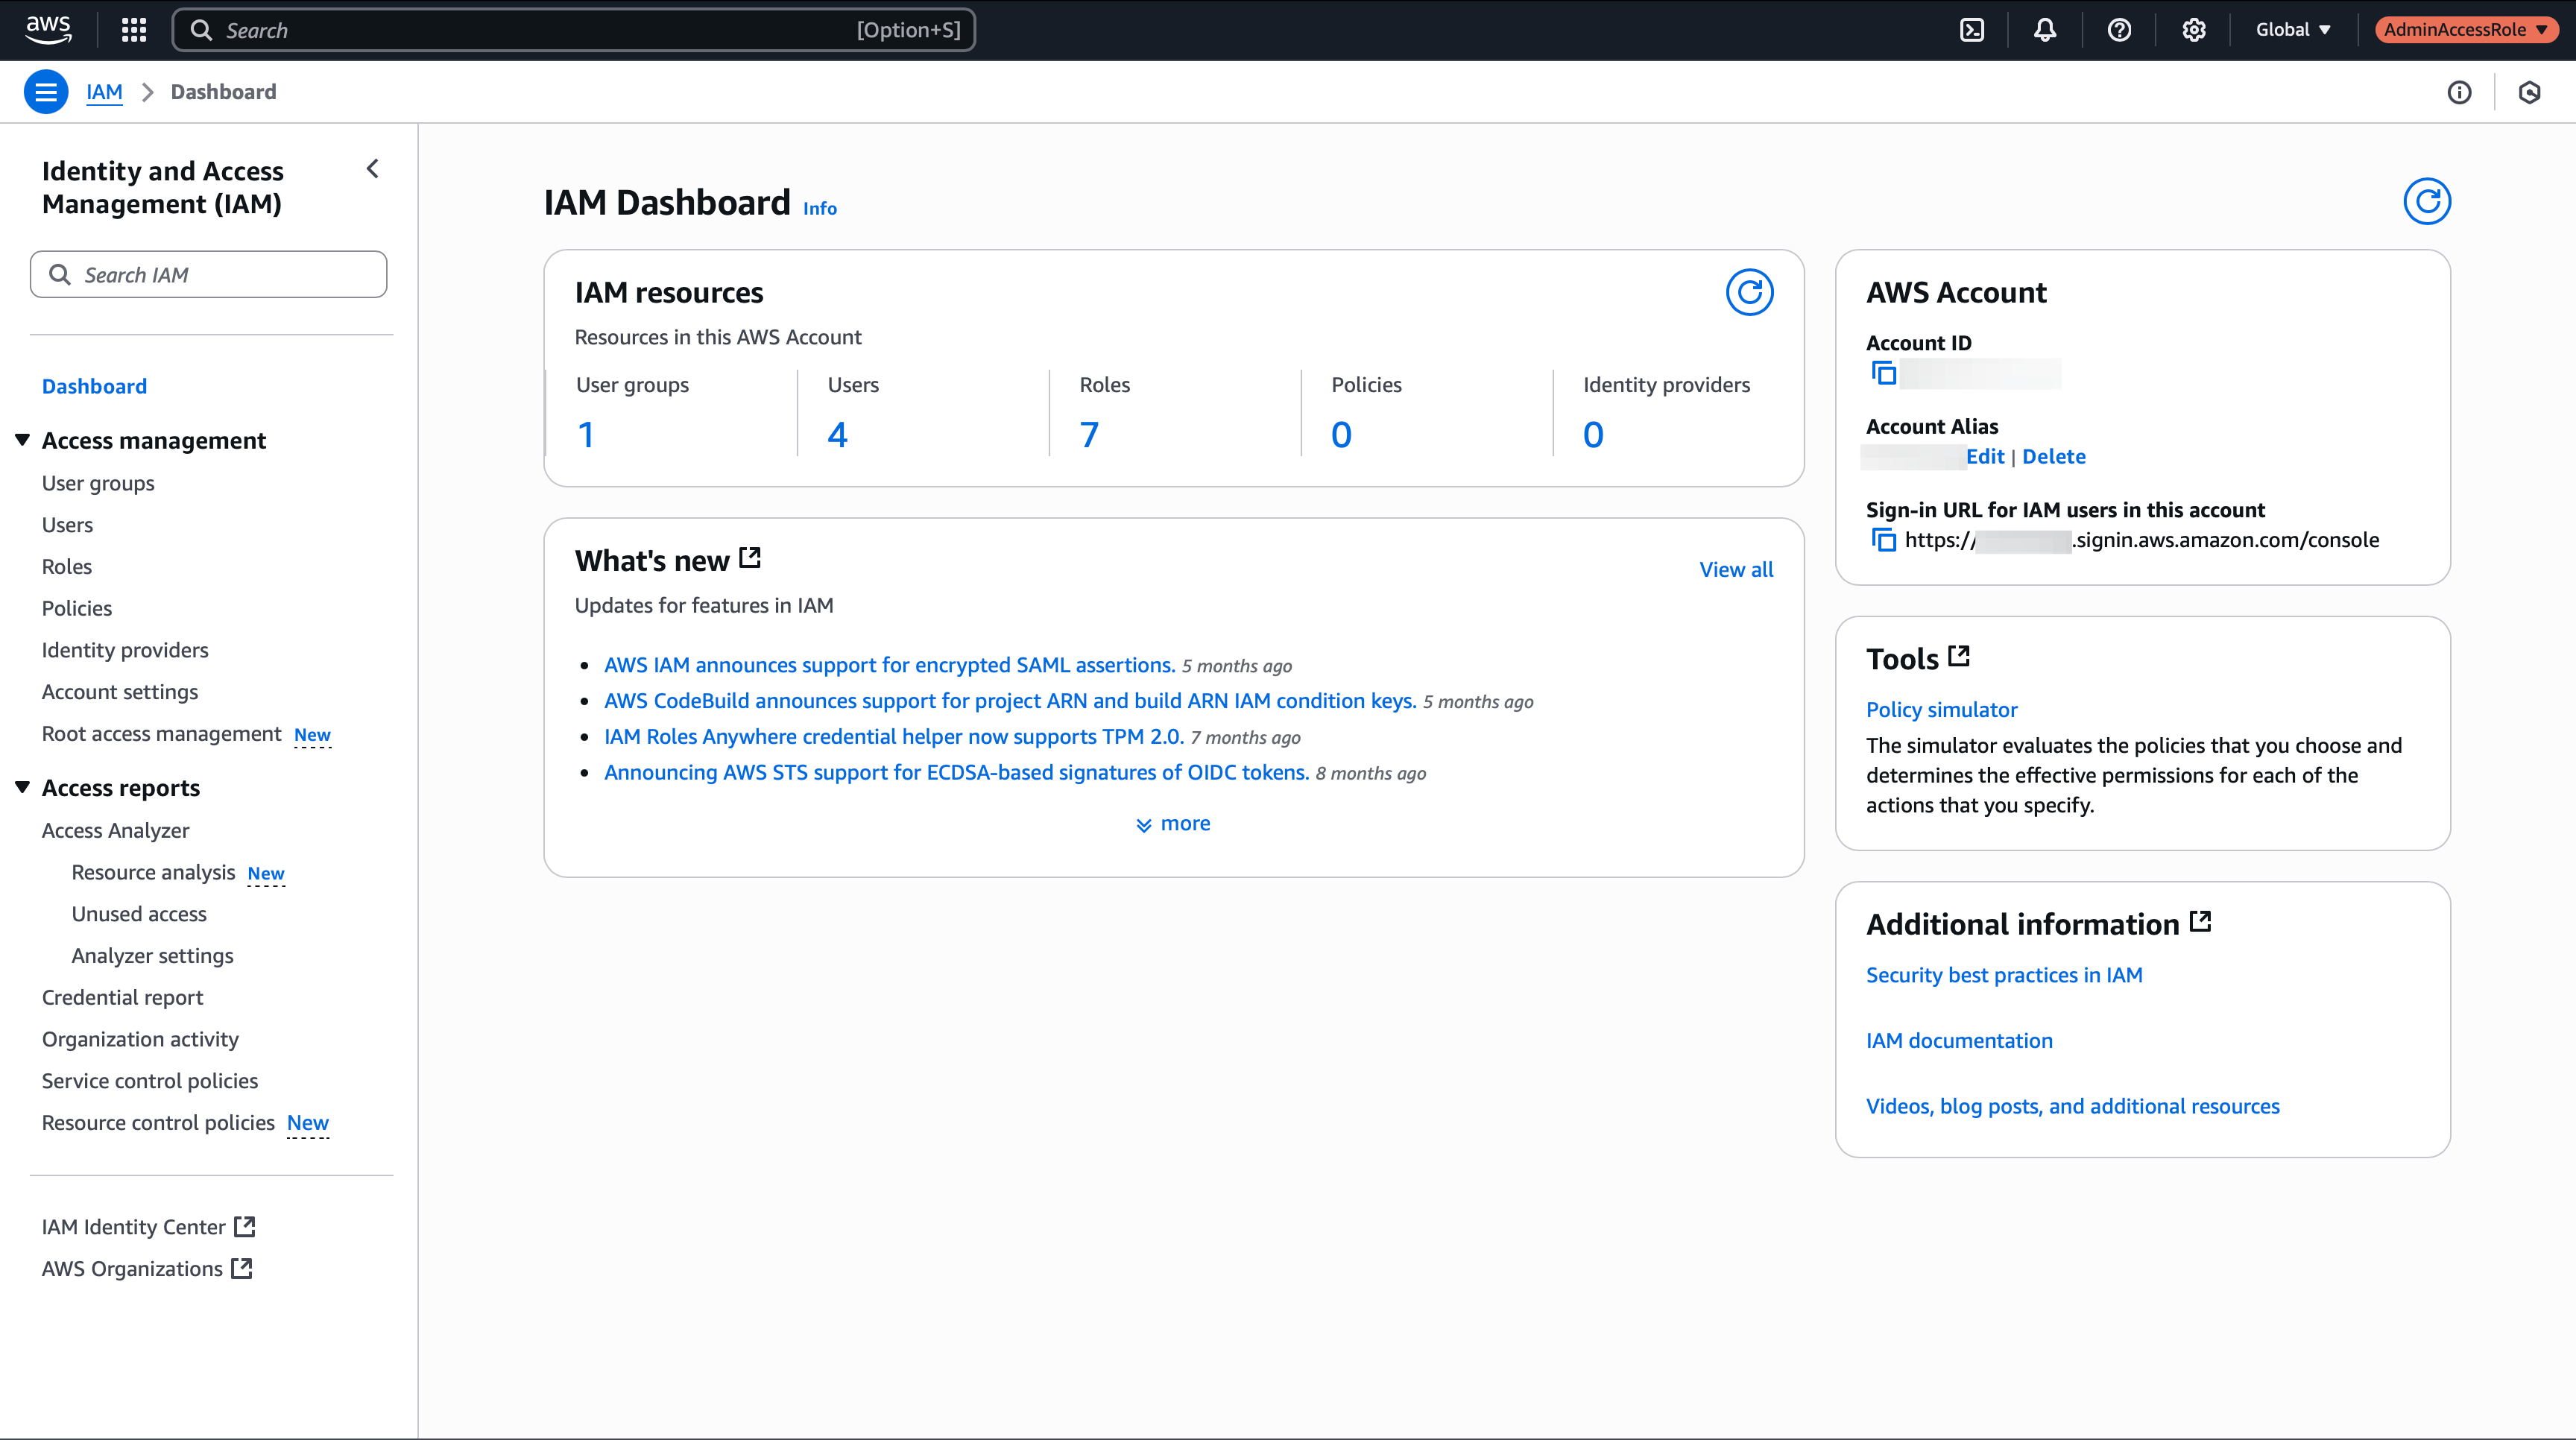 aws
Search [Option+S]
Global
AdminAccessRole
IAM
Dashboard
Identity and Access
Management (IAM)
Search IAM
Dashboard
Access management
User groups
Users
Roles
Policies
Identity providers
Account settings
Root access management New
Access reports
Access Analyzer
Resource analysis New
Unused access
Analyzer settings
Credential report
Organization activity
Service control policies
Resource control policies New
IAM Identity Center
AWS Organizations
IAM Dashboard Info
IAM resources
Resources in this AWS Account
User groups
1
Users
4
Roles
7
Policies
0
Identity providers
0
What's new
View all
Updates for features in IAM
AWS IAM announces support for encrypted SAML assertions. 5 months ago
AWS CodeBuild announces support for project ARN and build ARN IAM condition keys. 5 months ago
IAM Roles Anywhere credential helper now supports TPM 2.0. 7 months ago
Announcing AWS STS support for ECDSA-based signatures of OIDC tokens. 8 months ago
more
AWS Account
Account ID
Account Alias
Edit | Delete
Sign-in URL for IAM users in this account
https:// .signin.aws.amazon.com/console
Tools
Policy simulator
The simulator evaluates the policies that you choose and
determines the effective permissions for each of the
actions that you specify.
Additional information
Security best practices in IAM
IAM documentation
Videos, blog posts, and additional resources